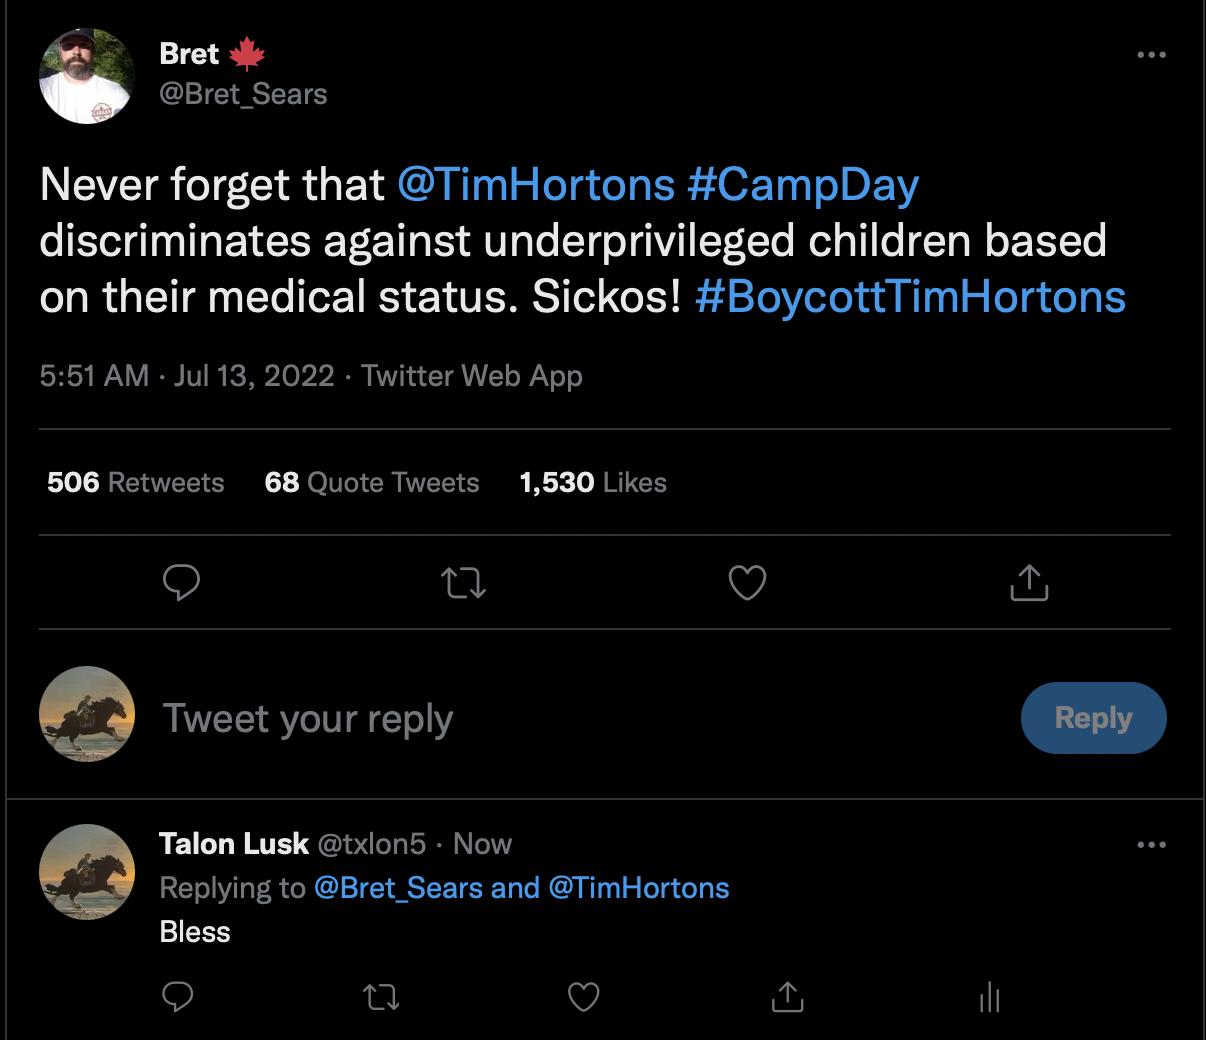 Bret 🍁
@Bret_Sears
Never forget that @TimHortons #CampDay
discriminates against underprivileged children based
on their medical status. Sickos! #BoycottTimHortons
5:51 AM · Jul 13, 2022 · Twitter Web App
506 Retweets 68 Quote Tweets 1,530 Likes
Tweet your reply
Reply
Talon Lusk @txlon5 · Now
Replying to @Bret_Sears and @TimHortons
Bless